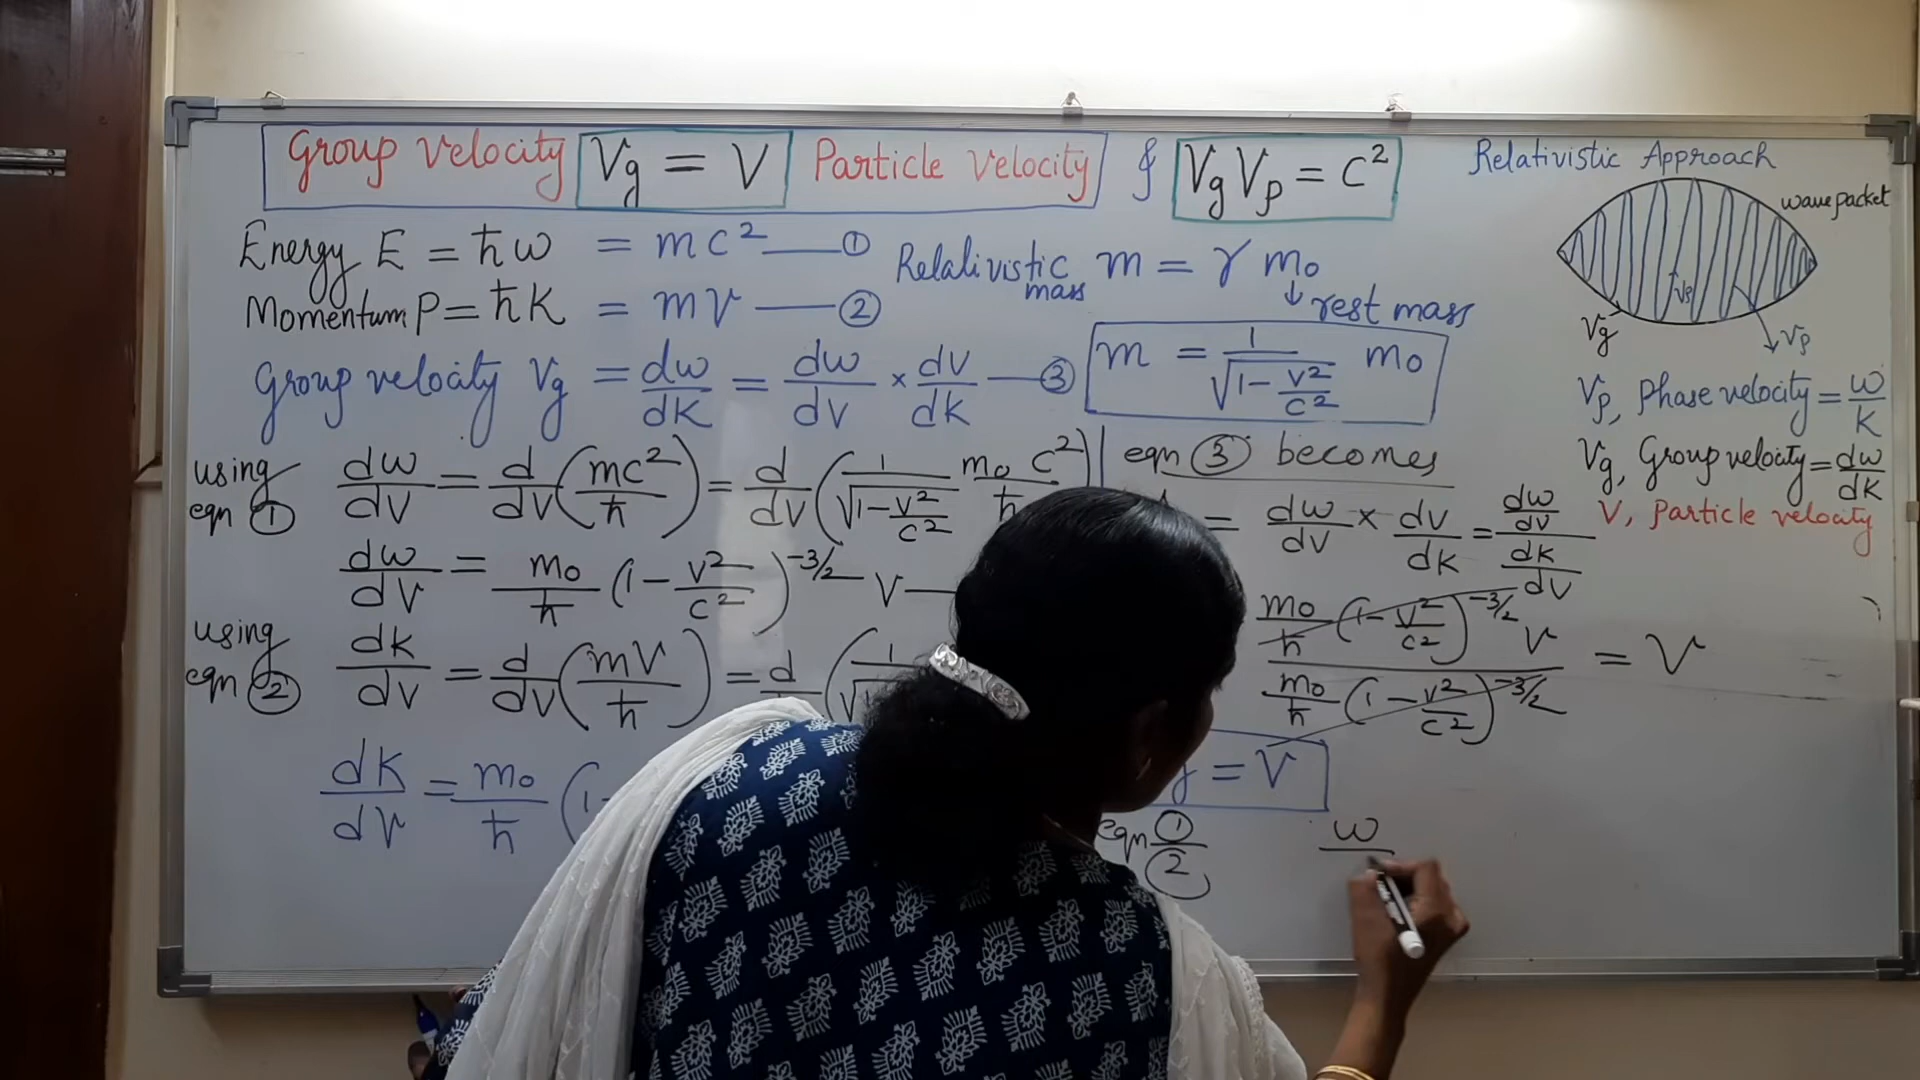 Group Velocity Vg = V Particle Velocity & VgVp = c²
Relativistic Approach
wave packet
Energy E = ħω = mc² —— ①
Relativistic mass m = γ m₀
↓ rest mass
Momentum P = ħK = mV —— ②
m = 1/√(1 - v²/c²) m₀
Vg
Vp
Group velocity Vg = dω/dK = dω/dV × dV/dK —— ③
Vp, Phase velocity = ω/K
Vg, Group velocity = dω/dK
V, Particle velocity
using eqn ① dω/dV = d/dV (mc²/ħ) = d/dV (1/√(1 - v²/c²) m₀c²/ħ)
dω/dV = m₀/ħ (1 - v²/c²)^(-3/2) V —
using eqn ② dK/dV = d/dV (mV/ħ) = d
dK/dV = m₀/ħ (1-
eqn ③ becomes
= dω/dV × dV/dK = (dω/dV)/(dK/dV)
m₀/ħ (1 - v²/c²)^(-3/2) V / m₀/ħ (1 - v²/c²)^(-3/2) = V
= V
eqn ①/② ω